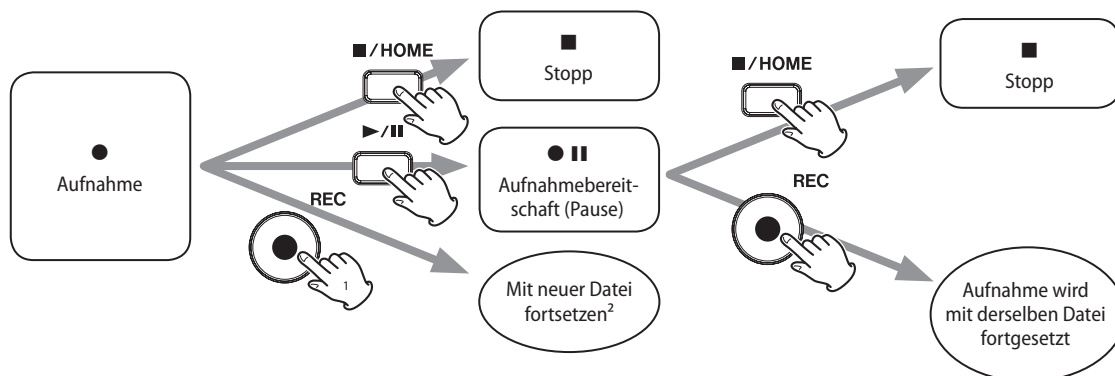 ■/HOME
■
Stopp
●
Aufnahme
►/II
● II
Aufnahmebereit-
schaft (Pause)
REC
1
Mit neuer Datei
fortsetzen²
■/HOME
■
Stopp
REC
Aufnahme wird
mit derselben Datei
fortgesetzt